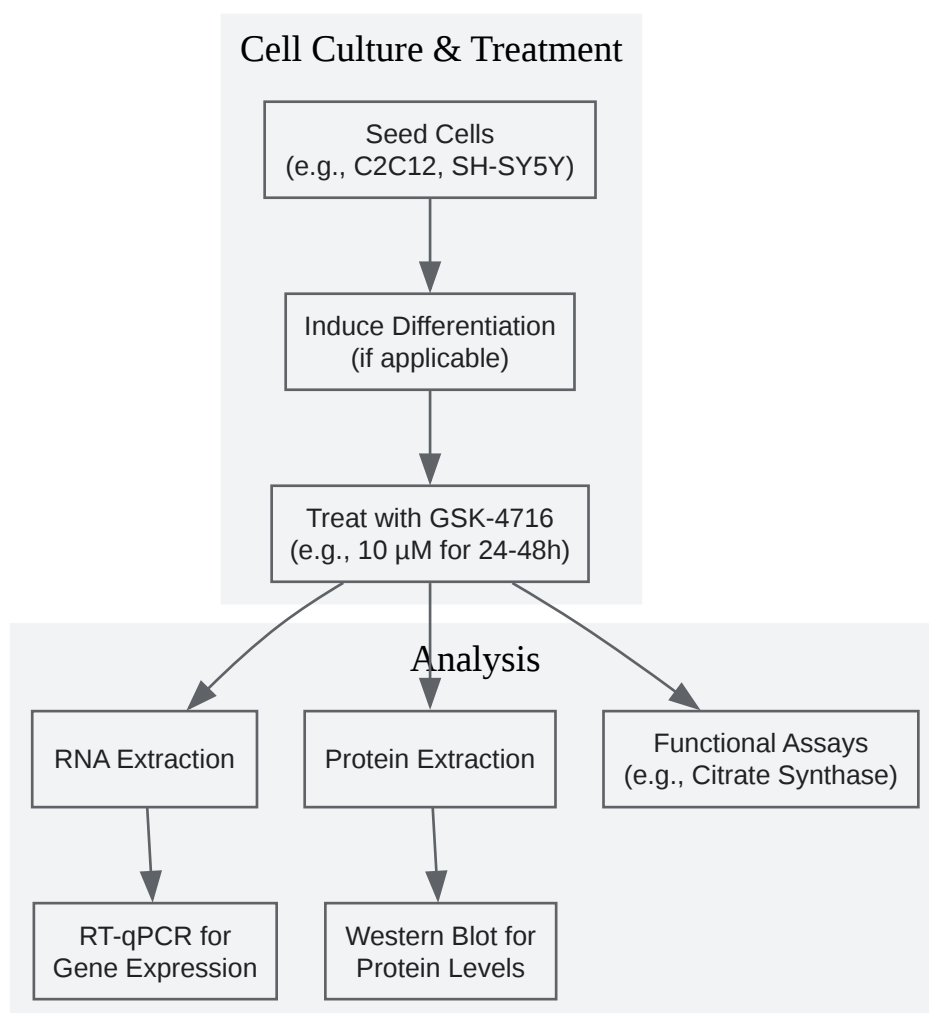 Cell Culture & Treatment
Seed Cells
(e.g., C2C12, SH-SY5Y)
Induce Differentiation
(if applicable)
Treat with GSK-4716
(e.g., 10 µM for 24-48h)
Analysis
RNA Extraction
Protein Extraction
Functional Assays
(e.g., Citrate Synthase)
RT-qPCR for
Gene Expression
Western Blot for
Protein Levels